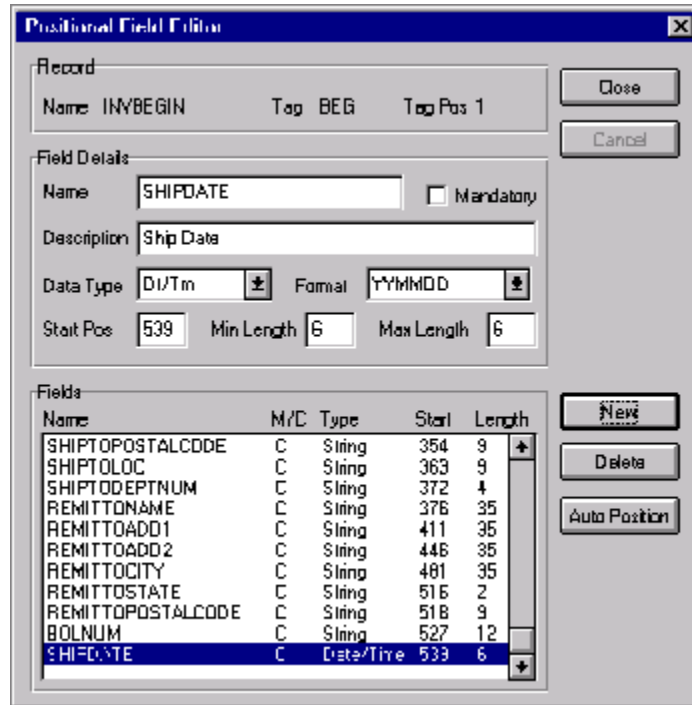 Positional Field Editor
Record
Name INVBEGIN Tag BEG Tag Pos 1
Close
Cancel
Field Details
Name SHIPDATE Mandatory
Description Ship Date
Data Type Dt/Tm Format YYMMDD
Start Pos 539 Min Length 6 Max Length 6
Fields
Name M/C Type Start Length
SHIPTOPOSTALCODE C String 354 9
SHIPTOLOC C String 363 9
SHIPTODEPTNUM C String 372 4
REMITTONAME C String 376 35
REMITTOADD1 C String 411 35
REMITTOADD2 C String 446 35
REMITTOCITY C String 481 35
REMITTOSTATE C String 516 2
REMITTOPOSTALCODE C String 518 9
BOLNUM C String 527 12
SHIPDATE C Date/Time 539 6
New
Delete
Auto Position